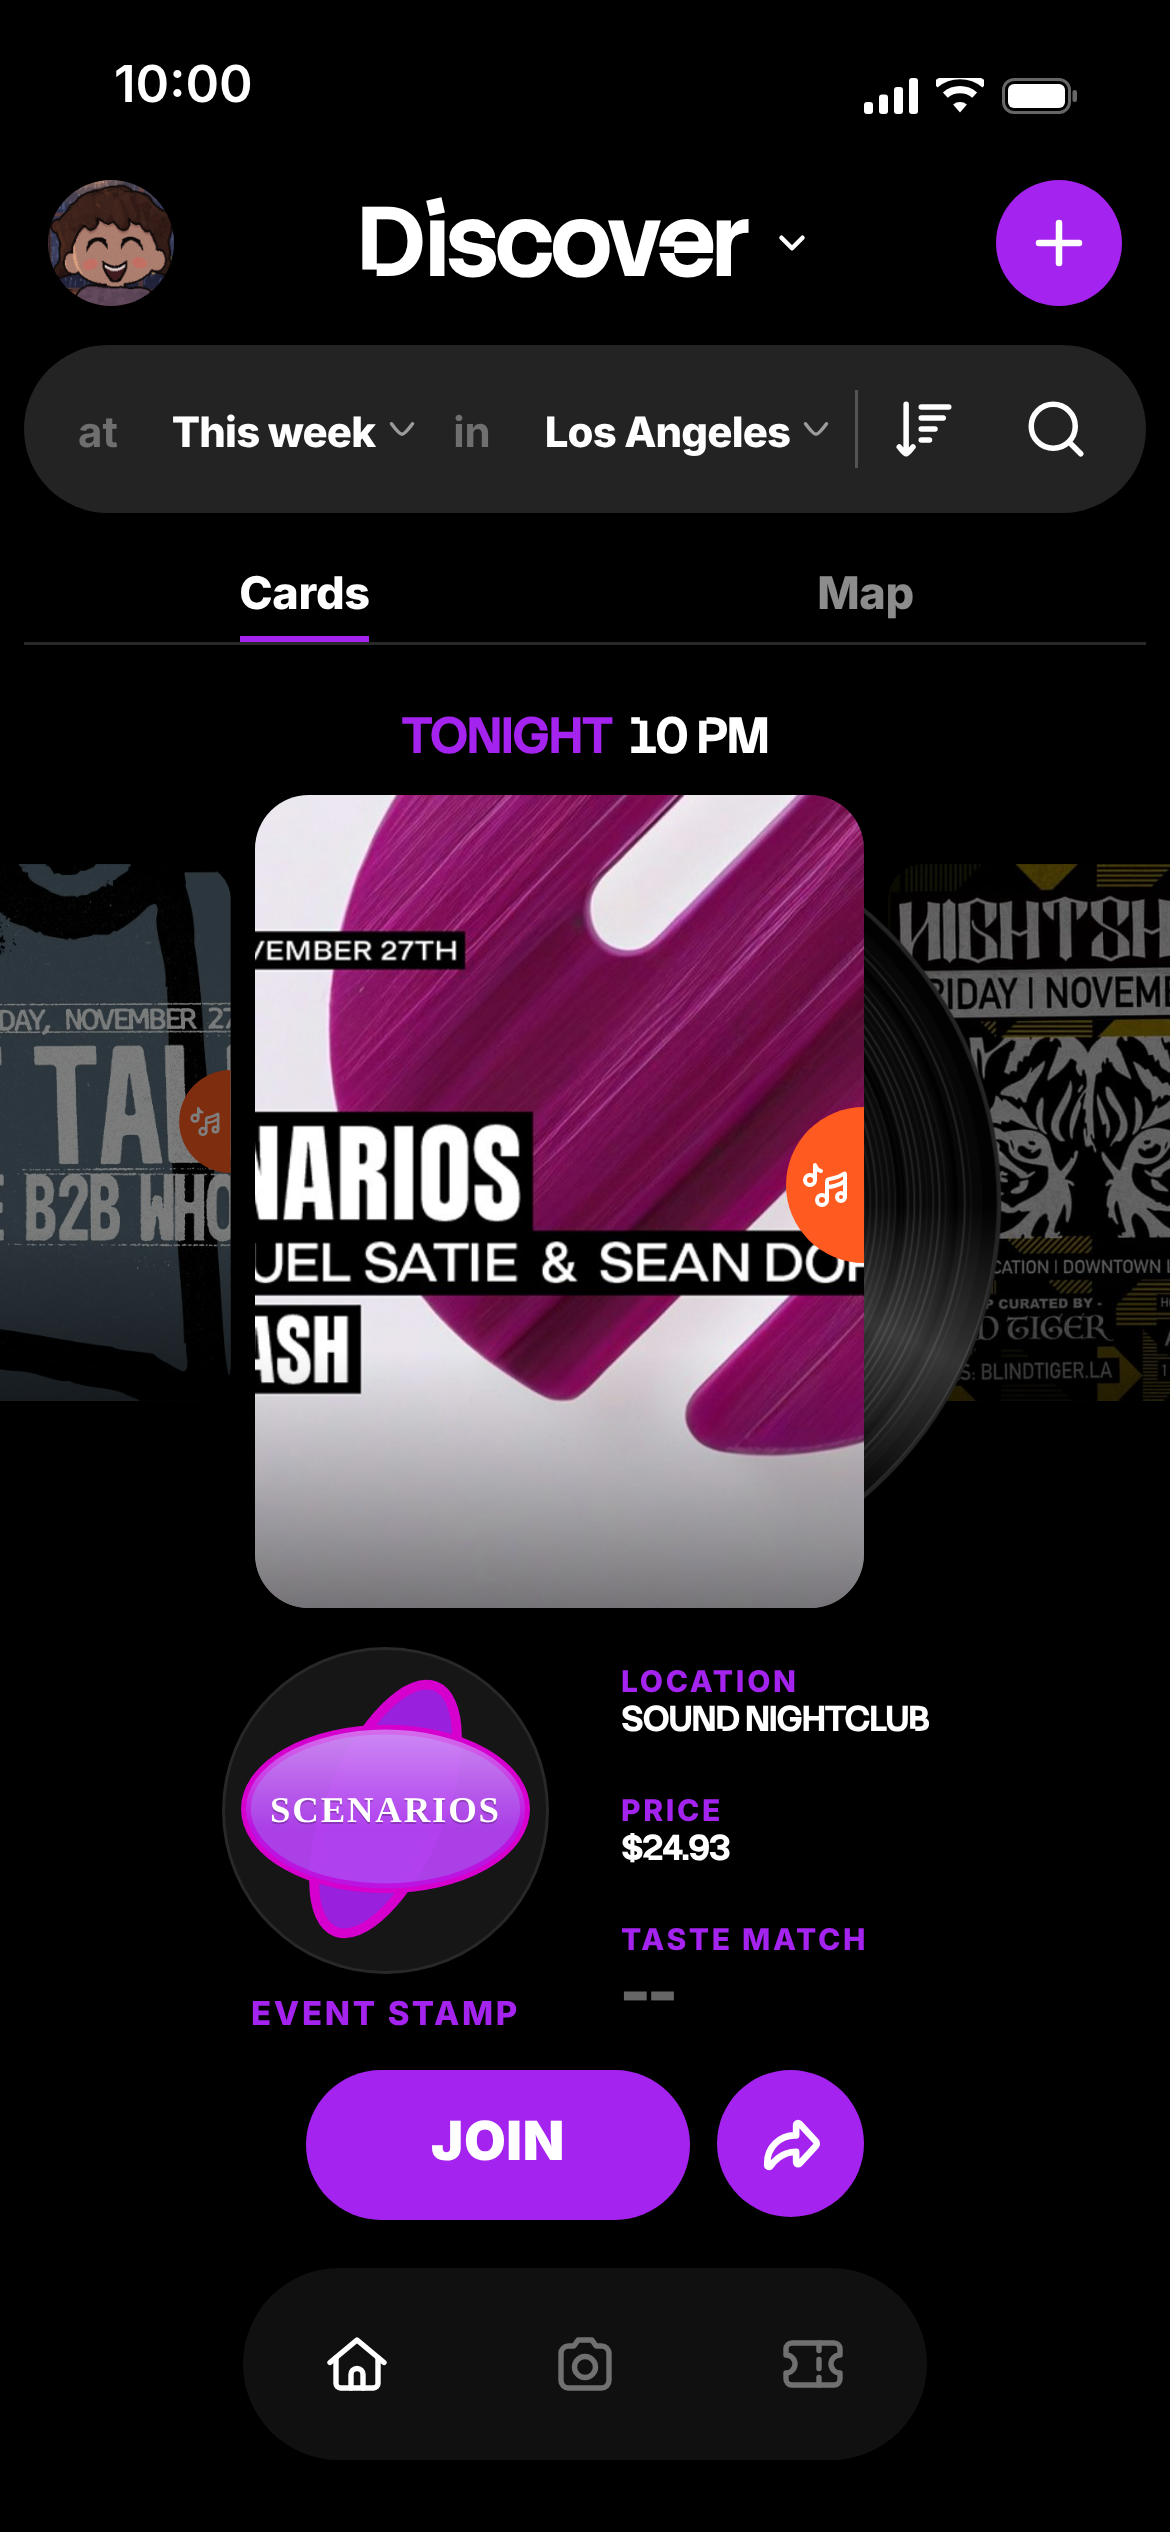 10:00
Discover
at This week in Los Angeles
Cards
Map
TONIGHT 10 PM
VEMBER 27TH
NARIOS
UEL SATIE & SEAN DOR
ASH
DAY, NOVEMBER 27
TAL
E B2B WHO
NIGHTSH
RIDAY | NOVEME
CATION | DOWNTOWN L
P CURATED BY -
D TIGER
S: BLINDTIGER.LA
SCENARIOS
EVENT STAMP
LOCATION
SOUND NIGHTCLUB
PRICE
$24.93
TASTE MATCH
--
JOIN